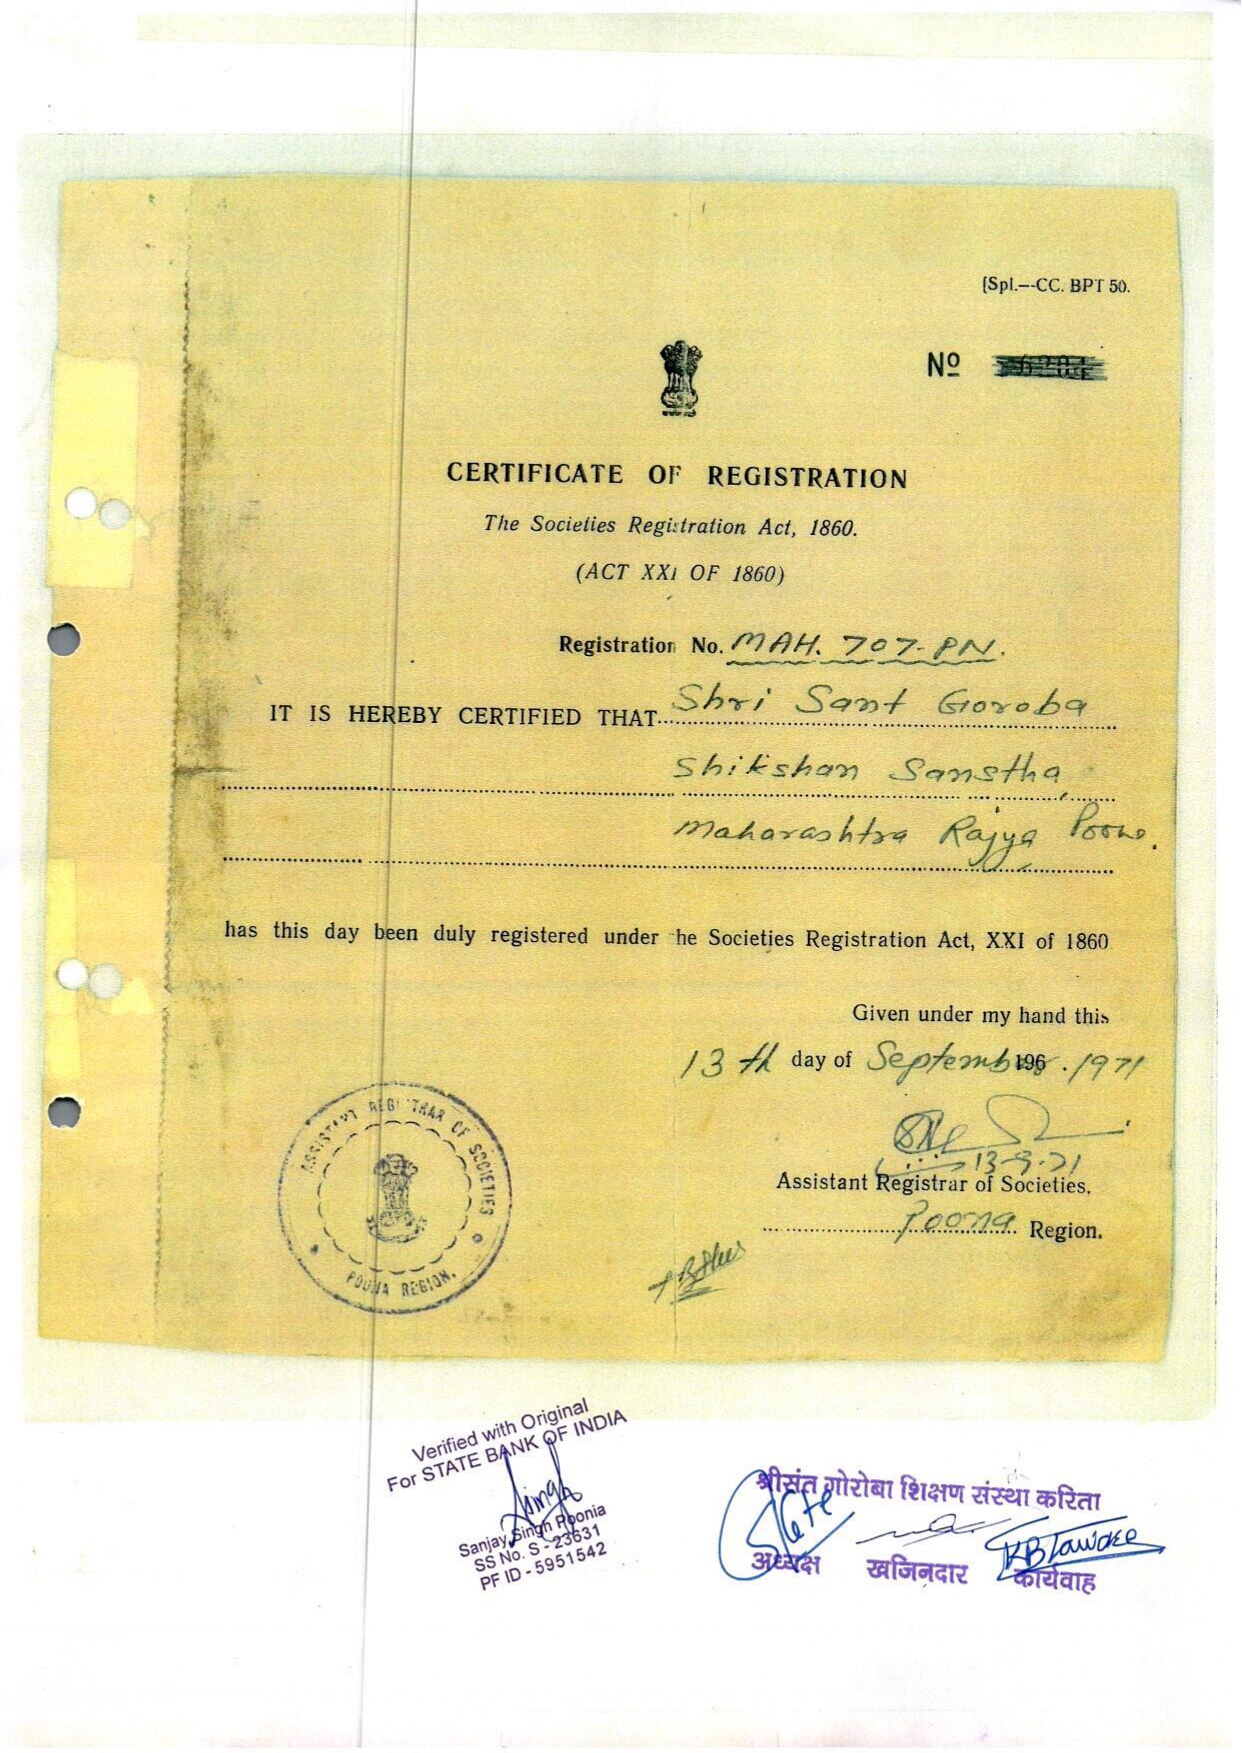 [Spl.--CC. BPT 50.
Nº 6204
CERTIFICATE OF REGISTRATION
The Societies Registration Act, 1860.
(ACT XXI OF 1860)
Registration No. MAH. 707-PN.
IT IS HEREBY CERTIFIED THAT Shri Sant Goroba
Shikshan Sanstha,
Maharashtra Rajya Poona.
has this day been duly registered under he Societies Registration Act, XXI of 1860
Given under my hand this
13th day of September 196 . 1971
13-9-71
Assistant Registrar of Societies,
Poona Region.
ASSISTANT REGISTRAR OF SOCIETIES
POONA REGION.
Verified with Original
For STATE BANK OF INDIA
Singh
Sanjay Singh Poonia
SS No. S - 23631
PF ID - 5951542
श्रीसंत गोरोबा शिक्षण संस्था करिता
KB Taware
अध्यक्ष खजिनदार कार्यवाह